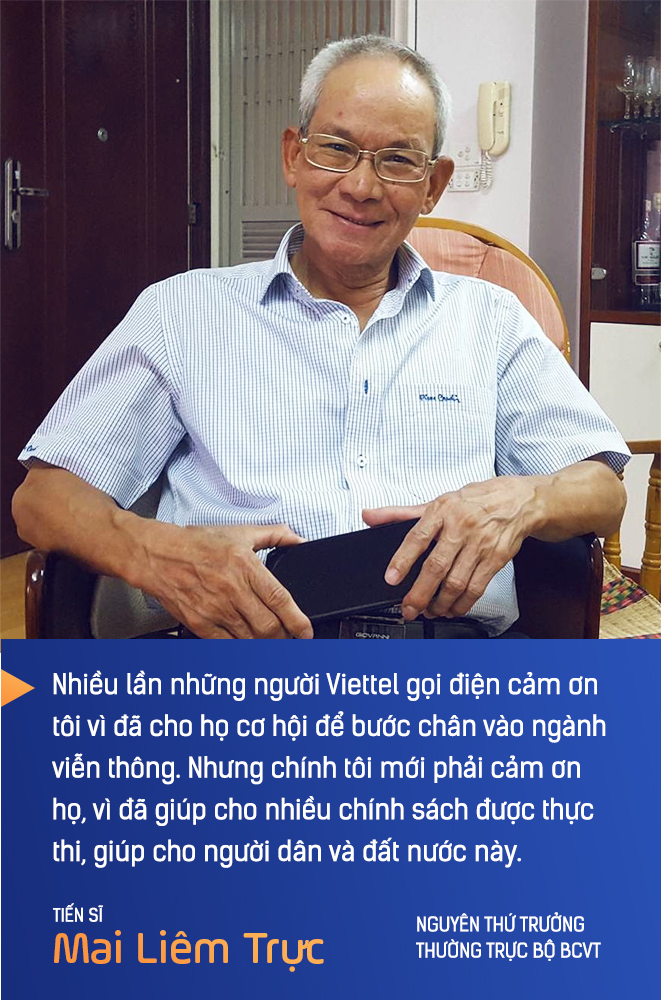 Pierre Cardin
GIOVANNI
Nhiều lần những người Viettel gọi điện cảm ơn
tôi vì đã cho họ cơ hội để bước chân vào ngành
viễn thông. Nhưng chính tôi mới phải cảm ơn
họ, vì đã giúp cho nhiều chính sách được thực
thi, giúp cho người dân và đất nước này.
TIẾN SĨ
Mai Liêm Trực
NGUYÊN THỨ TRƯỞNG
THƯỜNG TRỰC BỘ BCVT